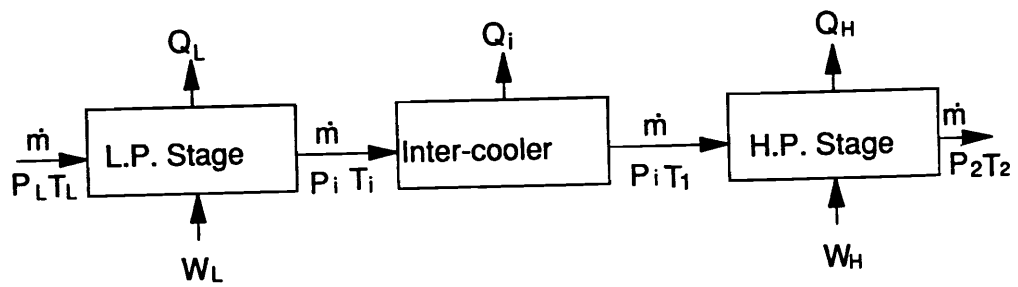 Q_L Q_i Q_H
ṁ L.P. Stage ṁ Inter-cooler ṁ H.P. Stage ṁ
P_L T_L P_i T_i P_i T_1 P_2 T_2
W_L W_H